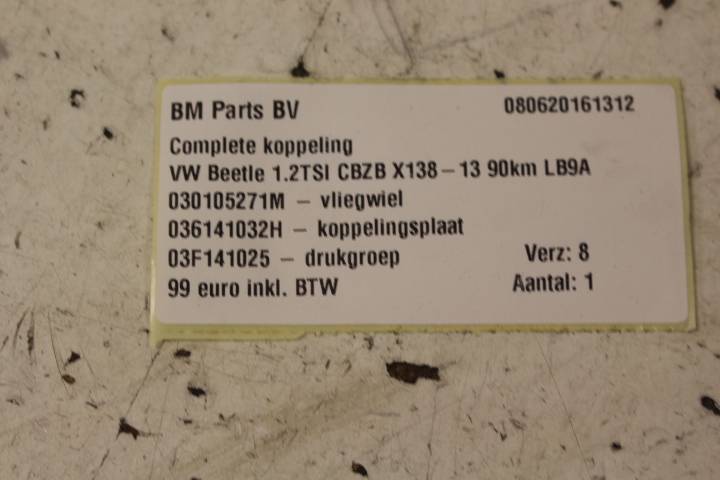 BM Parts BV 080620161312
Complete koppeling
VW Beetle 1.2TSI CBZB X138 – 13 90km LB9A
030105271M – vliegwiel
036141032H – koppelingsplaat
03F141025 – drukgroep Verz: 8
99 euro inkl. BTW Aantal: 1